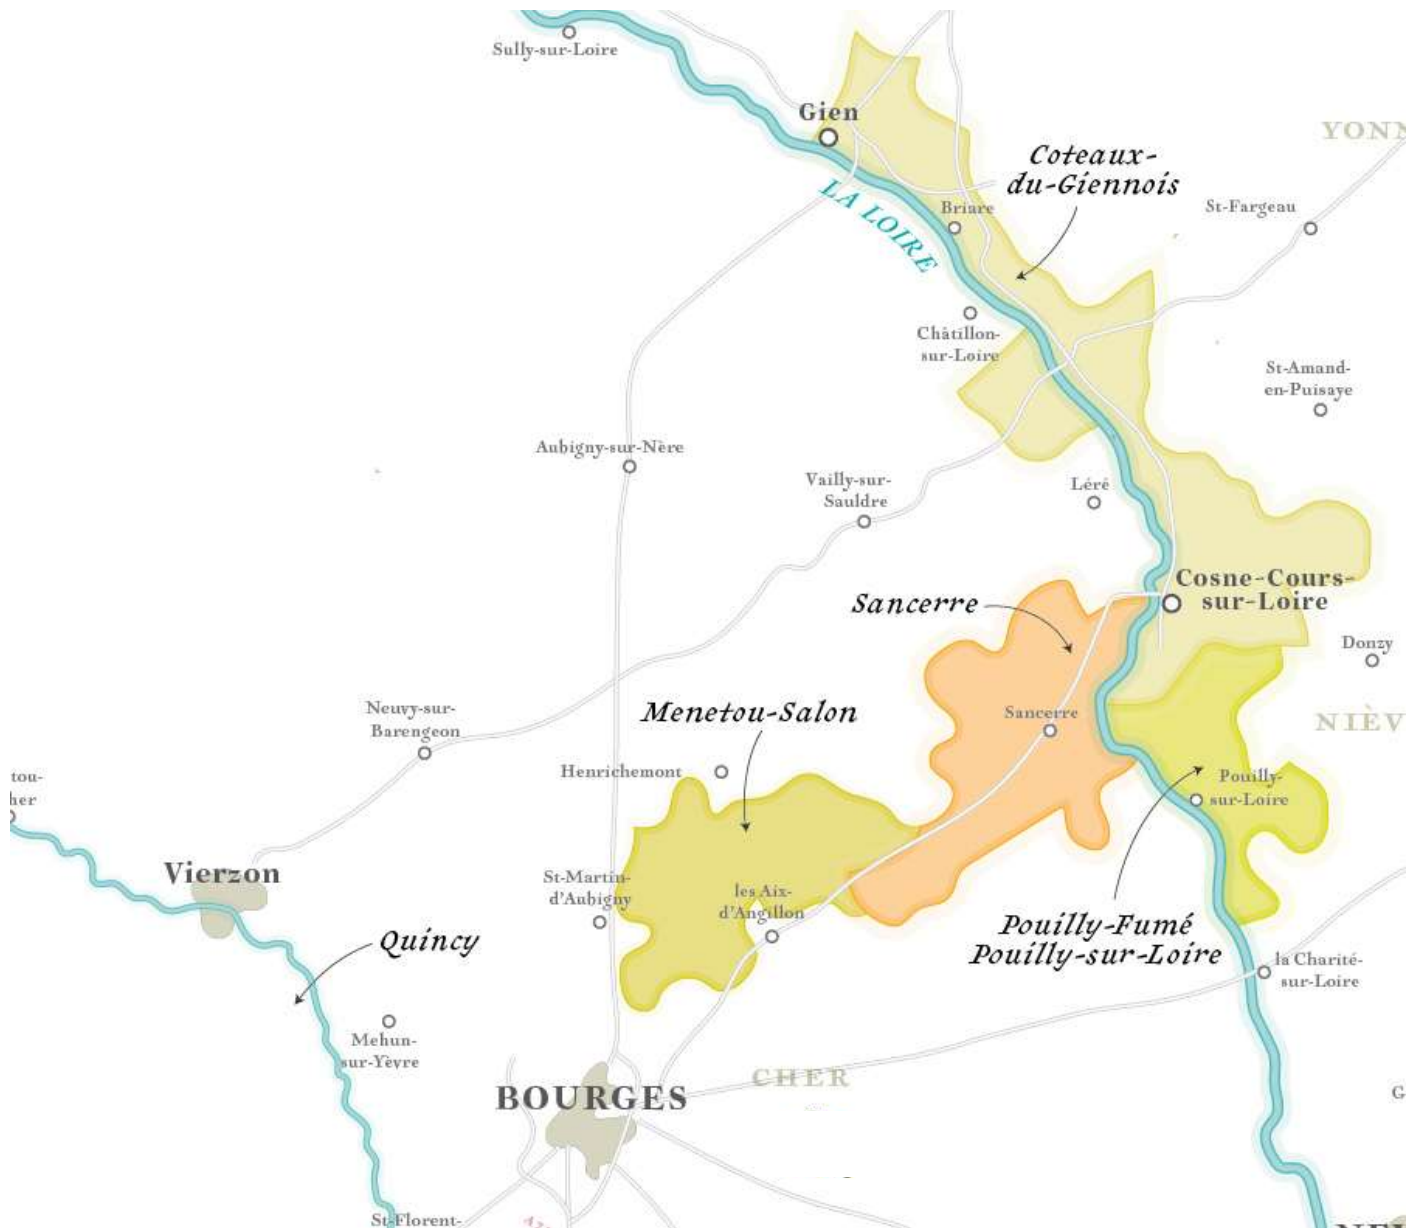 Sully-sur-Loire
Gien
YONN
Coteaux-
du-Giennois
LA LOIRE
Briare
St-Fargeau
Châtillon-
sur-Loire
St-Amand-
en-Puisaye
Aubigny-sur-Nère
Vailly-sur-
Sauldre
Léré
Cosne-Cours-
sur-Loire
Sancerre
Donzy
Menetou-Salon
Neuvy-sur-
Barengeon
Sancerre
NIÈV
tou-
her
Henrichemont
Pouilly-
sur-Loire
Vierzon
St-Martin-
d'Aubigny
les Aix-
d'Angillon
Quincy
Pouilly-Fumé
Pouilly-sur-Loire
la Charité-
sur-Loire
Mehun-
sur-Yèvre
CHER
BOURGES
G
St-Florent-